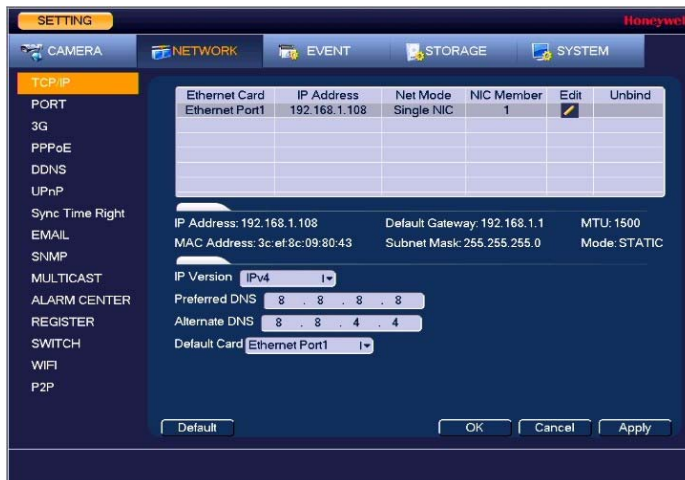 SETTING
Honeywell
CAMERA NETWORK EVENT STORAGE SYSTEM
TCP/IP
PORT
3G
PPPoE
DDNS
UPnP
Sync Time Right
EMAIL
SNMP
MULTICAST
ALARM CENTER
REGISTER
SWITCH
WIFI
P2P
Ethernet Card IP Address Net Mode NIC Member Edit Unbind
Ethernet Port1 192.168.1.108 Single NIC 1
IP Address: 192.168.1.108 Default Gateway: 192.168.1.1 MTU: 1500
MAC Address: 3c:ef:8c:09:80:43 Subnet Mask: 255.255.255.0 Mode: STATIC
IP Version IPv4
Preferred DNS 8 . 8 . 8 . 8
Alternate DNS 8 . 8 . 4 . 4
Default Card Ethernet Port1
Default OK Cancel Apply